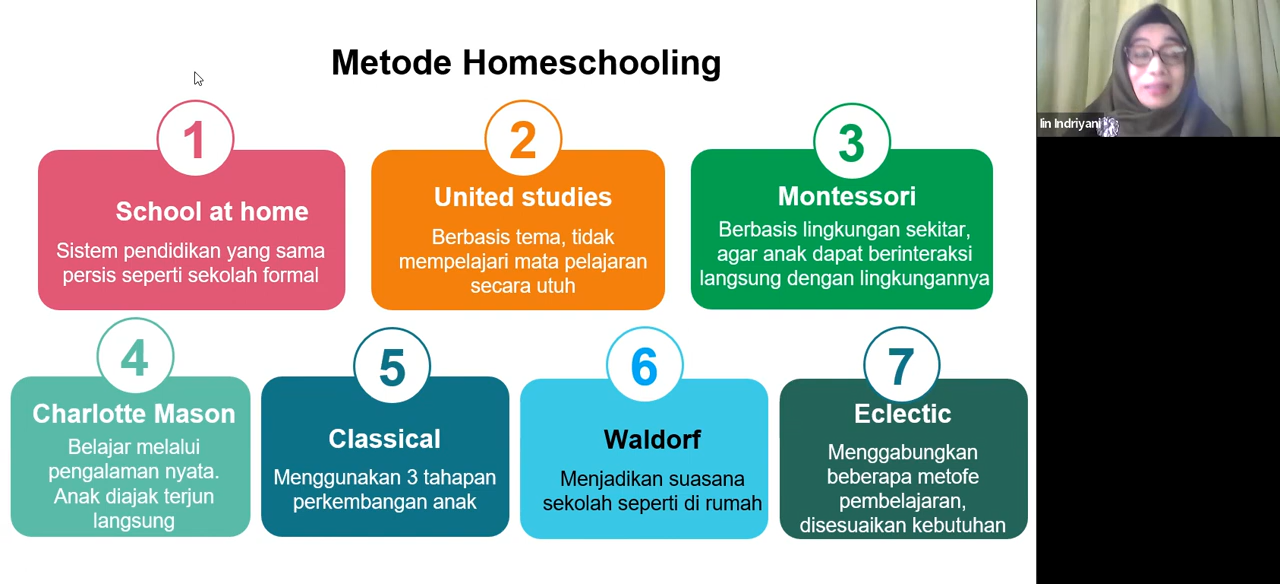 Metode Homeschooling
1
School at home
Sistem pendidikan yang sama
persis seperti sekolah formal
2
United studies
Berbasis tema, tidak
mempelajari mata pelajaran
secara utuh
3
Montessori
Berbasis lingkungan sekitar,
agar anak dapat berinteraksi
langsung dengan lingkungannya
4
Charlotte Mason
Belajar melalui
pengalaman nyata.
Anak diajak terjun
langsung
5
Classical
Menggunakan 3 tahapan
perkembangan anak
6
Waldorf
Menjadikan suasana
sekolah seperti di rumah
7
Eclectic
Menggabungkan
beberapa metofe
pembelajaran,
disesuaikan kebutuhan
Iin Indriyani